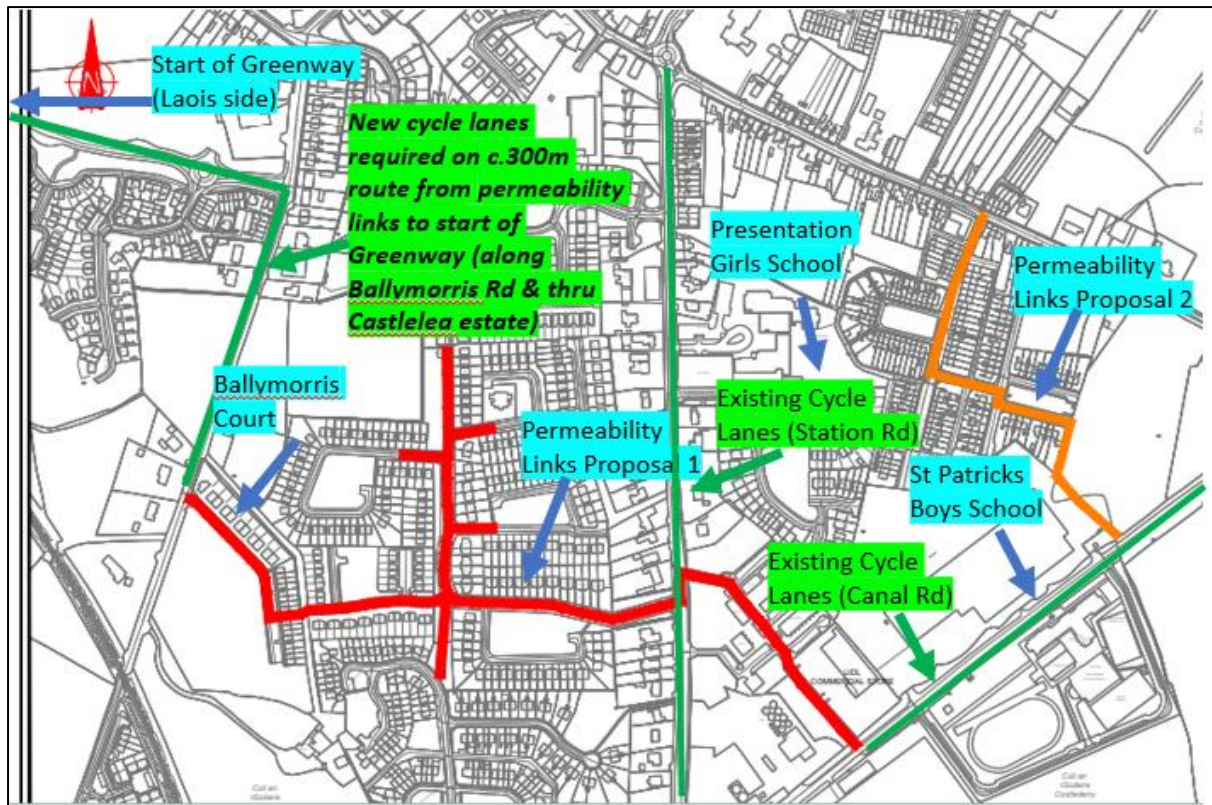 Start of Greenway
(Laois side)
New cycle lanes
required on c.300m
route from permeability
links to start of
Greenway (along
Ballymorris Rd & thru
Castlelea estate)
Presentation
Girls School
Permeability
Links Proposal 2
Ballymorris
Court
Permeability
Links Proposal 1
Existing Cycle
Lanes (Station Rd)
St Patricks
Boys School
Existing Cycle
Lanes (Canal Rd)
COMMERCIAL STORE